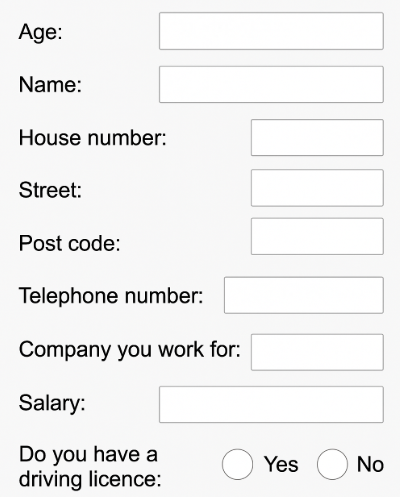 Age:
Name:
House number:
Street:
Post code:
Telephone number:
Company you work for:
Salary:
Do you have a
driving licence:
Yes No